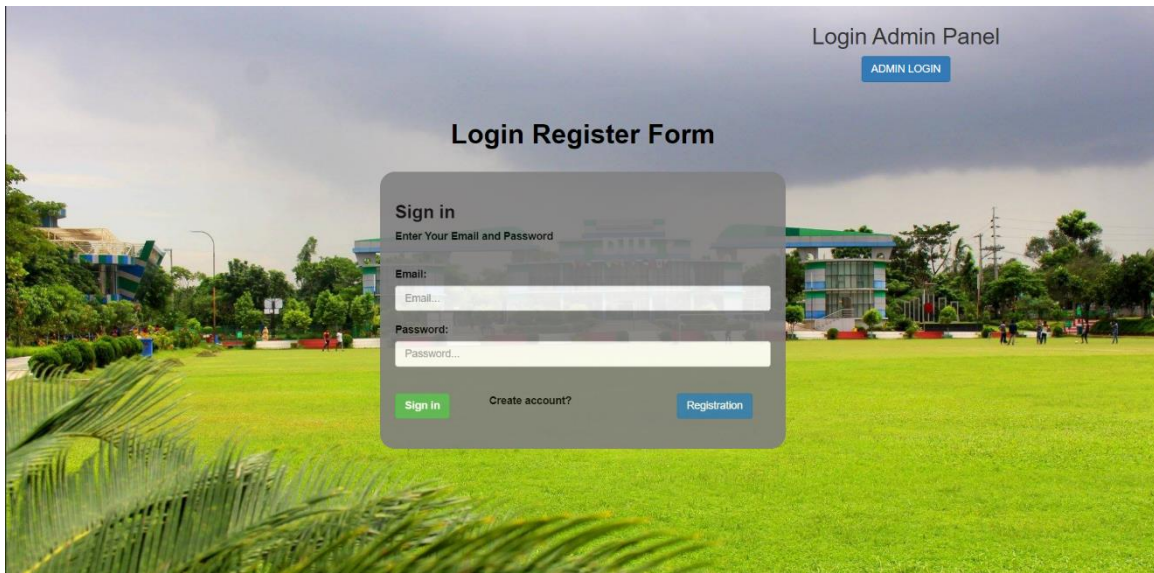 Login Admin Panel
ADMIN LOGIN
Login Register Form
Sign in
Enter Your Email and Password
Email:
Email...
Password:
Password...
Sign in Create account? Registration